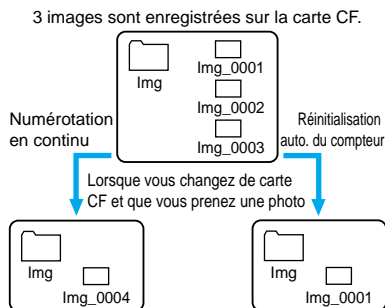 3 images sont enregistrées sur la carte CF.
Img
Img_0001
Img_0002
Img_0003
Numérotation
en continu
Réinitialisation
auto. du compteur
Lorsque vous changez de carte
CF et que vous prenez une photo
Img
Img_0004
Img
Img_0001